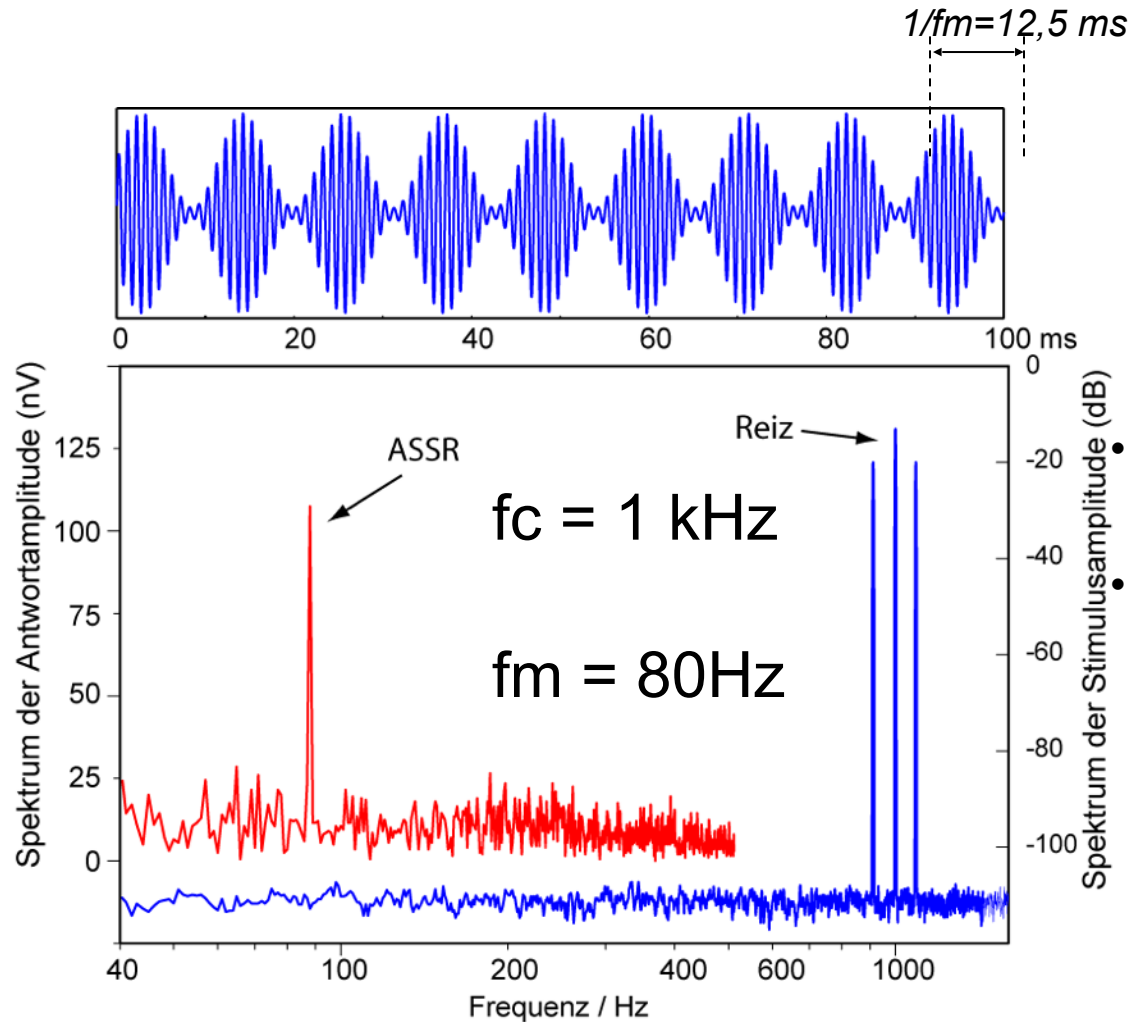 1/fm=12,5 ms
0 20 40 60 80 100 ms
Spektrum der Antwortamplitude (nV)
125
100
75
50
25
0
ASSR
Reiz
fc = 1 kHz
fm = 80Hz
0
-20
-40
-60
-80
-100
Spektrum der Stimulusamplitude (dB)
•
•
40 100 200 400 600 1000
Frequenz / Hz